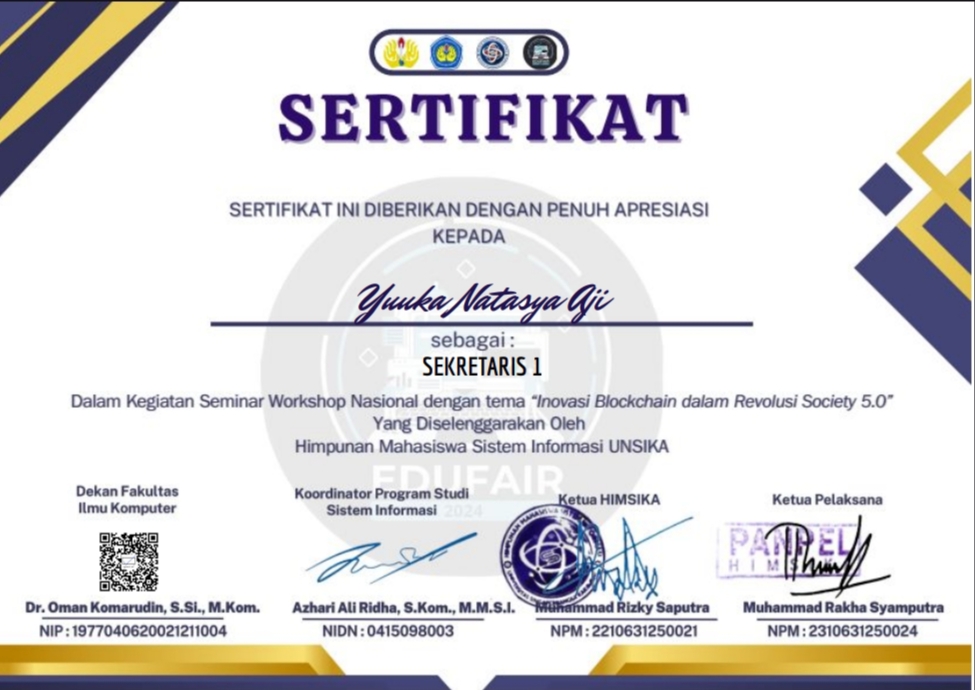 SERTIFIKAT
SERTIFIKAT INI DIBERIKAN DENGAN PENUH APRESIASI
KEPADA
Yuuka Natasya Aji
sebagai :
SEKRETARIS 1
Dalam Kegiatan Seminar Workshop Nasional dengan tema “Inovasi Blockchain dalam Revolusi Society 5.0”
Yang Diselenggarakan Oleh
Himpunan Mahasiswa Sistem Informasi UNSIKA
EDUFAIR
2024
Dekan Fakultas
Ilmu Komputer
Dr. Oman Komarudin, S.Si., M.Kom.
NIP : 1977040620021211004
Koordinator Program Studi
Sistem Informasi
Azhari Ali Ridha, S.Kom., M.M.S.I.
NIDN : 0415098003
Ketua HIMSIKA
Muhammad Rizky Saputra
NPM : 2210631250021
Ketua Pelaksana
PANPEL
Muhammad Rakha Syamputra
NPM : 2310631250024